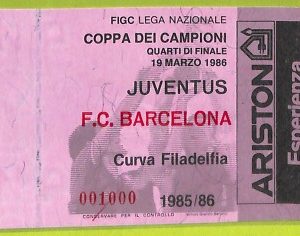 FIGC LEGA NAZIONALE
COPPA DEI CAMPIONI
QUARTI DI FINALE
19 MARZO 1986
JUVENTUS
F.C. BARCELONA
Curva Filadelfia
001000 1985/86
CONSERVARE PER IL CONTROLLO
ARISTON
Esperienza